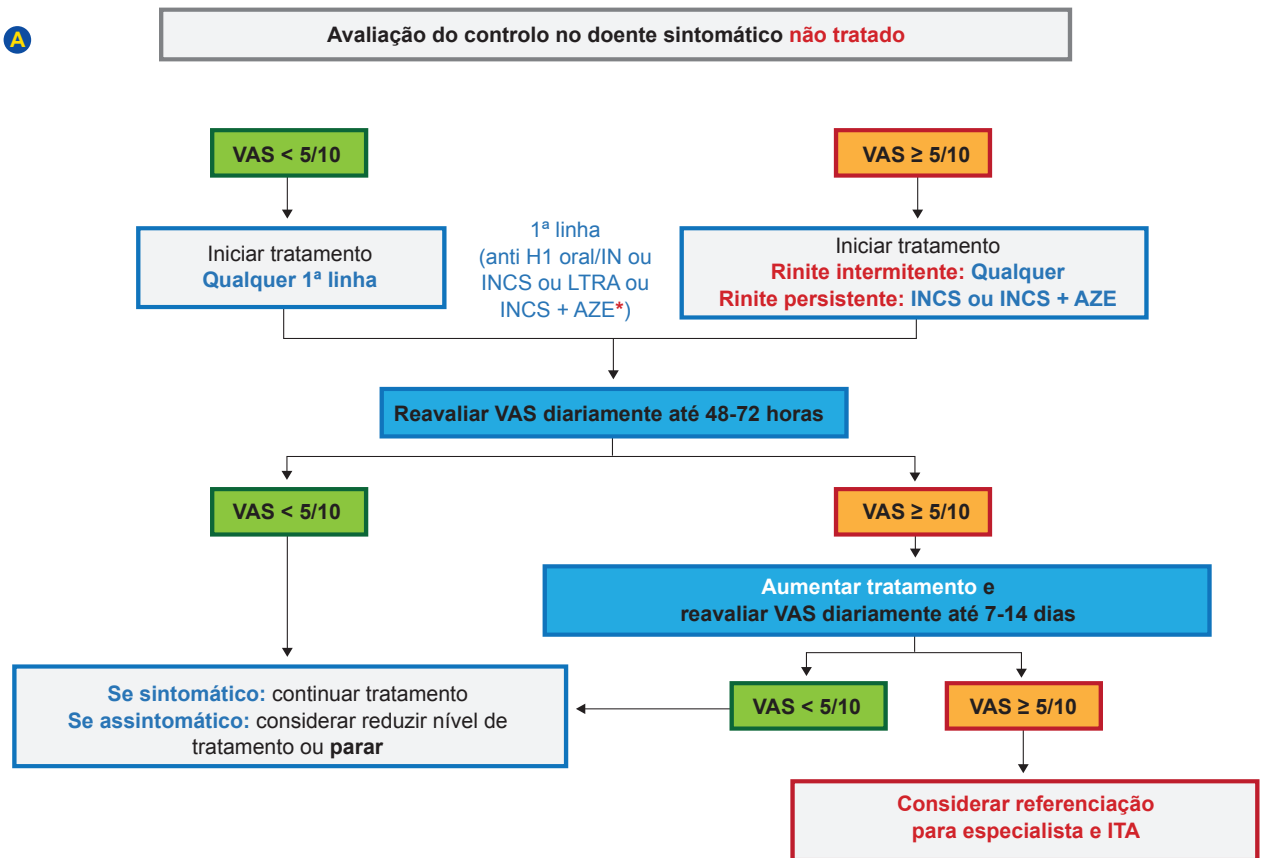 A
Avaliação do controlo no doente sintomático não tratado
VAS < 5/10
VAS ≥ 5/10
Iniciar tratamento
Qualquer 1ª linha
1ª linha
(anti H1 oral/IN ou
INCS ou LTRA ou
INCS + AZE*)
Iniciar tratamento
Rinite intermitente: Qualquer
Rinite persistente: INCS ou INCS + AZE
Reavaliar VAS diariamente até 48-72 horas
VAS < 5/10
VAS ≥ 5/10
Aumentar tratamento e
reavaliar VAS diariamente até 7-14 dias
Se sintomático: continuar tratamento
Se assintomático: considerar reduzir nível de
tratamento ou parar
VAS < 5/10
VAS ≥ 5/10
Considerar referenciação
para especialista e ITA